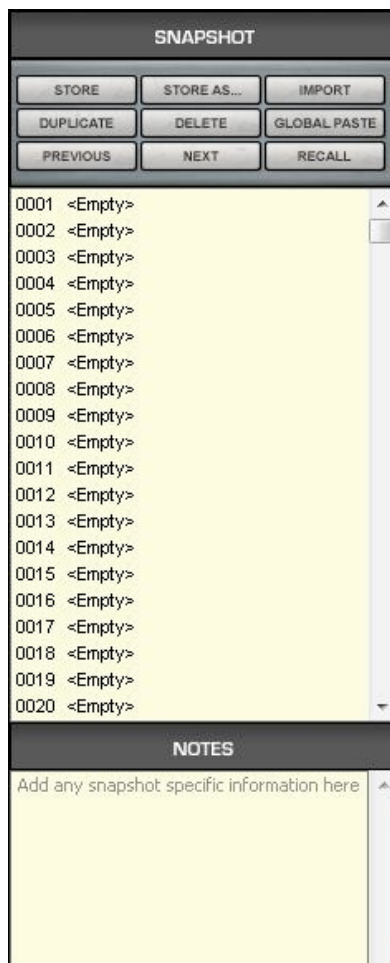 SNAPSHOT
STORE STORE AS... IMPORT
DUPLICATE DELETE GLOBAL PASTE
PREVIOUS NEXT RECALL
0001 <Empty>
0002 <Empty>
0003 <Empty>
0004 <Empty>
0005 <Empty>
0006 <Empty>
0007 <Empty>
0008 <Empty>
0009 <Empty>
0010 <Empty>
0011 <Empty>
0012 <Empty>
0013 <Empty>
0014 <Empty>
0015 <Empty>
0016 <Empty>
0017 <Empty>
0018 <Empty>
0019 <Empty>
0020 <Empty>
NOTES
Add any snapshot specific information here